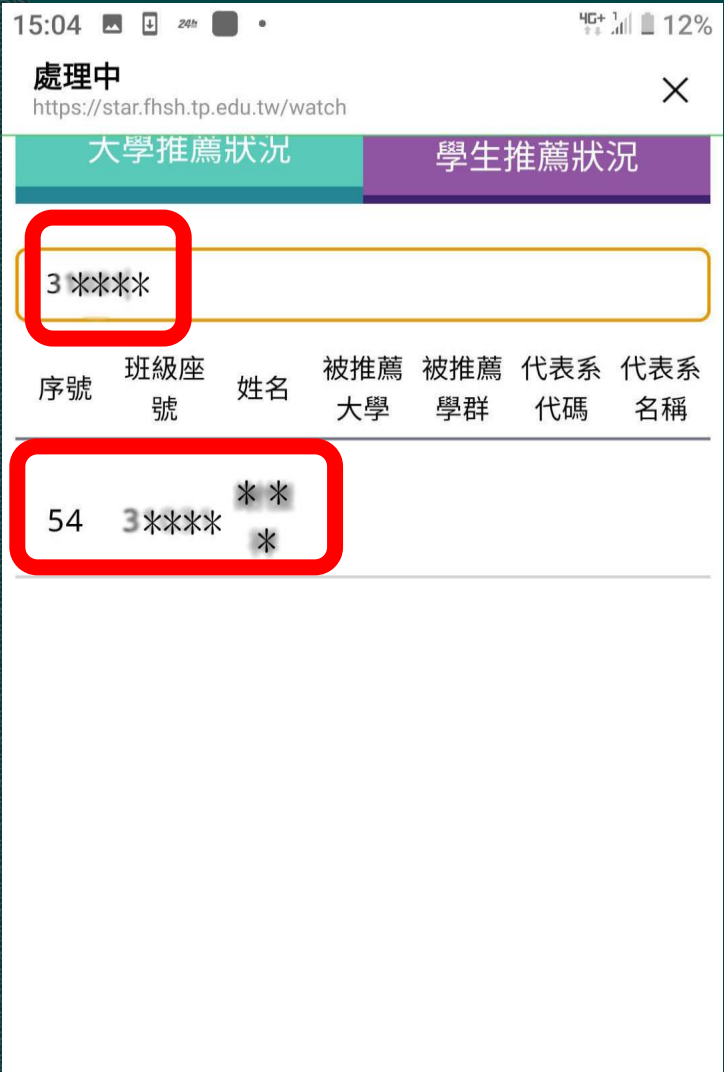 15:04 24h 4G+ 12%
處理中
https://star.fhsh.tp.edu.tw/watch
大學推薦狀況 學生推薦狀況
3****
序號 班級座號 姓名 被推薦大學 被推薦學群 代表系代碼 代表系名稱
54 3**** ***